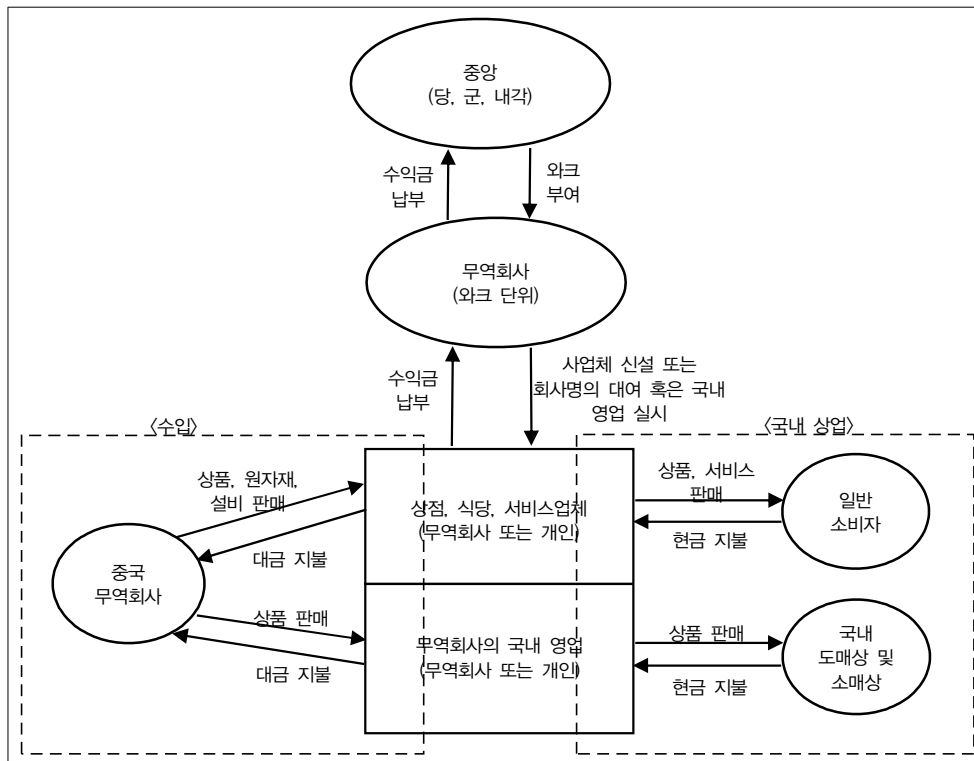 중앙
(당, 군, 내각)
수익금
납부
와크
부여
무역회사
(와크 단위)
수익금
납부
사업체 신설 또는
회사명의 대여 혹은 국내
영업 실시
〈수입〉
〈국내 상업〉
상품, 원자재,
설비 판매
대금 지불
상점, 식당, 서비스업체
(무역회사 또는 개인)
상품, 서비스
판매
현금 지불
일반
소비자
중국
무역회사
상품 판매
대금 지불
무역회사의 국내 영업
(무역회사 또는 개인)
상품 판매
현금 지불
국내
도매상 및
소매상